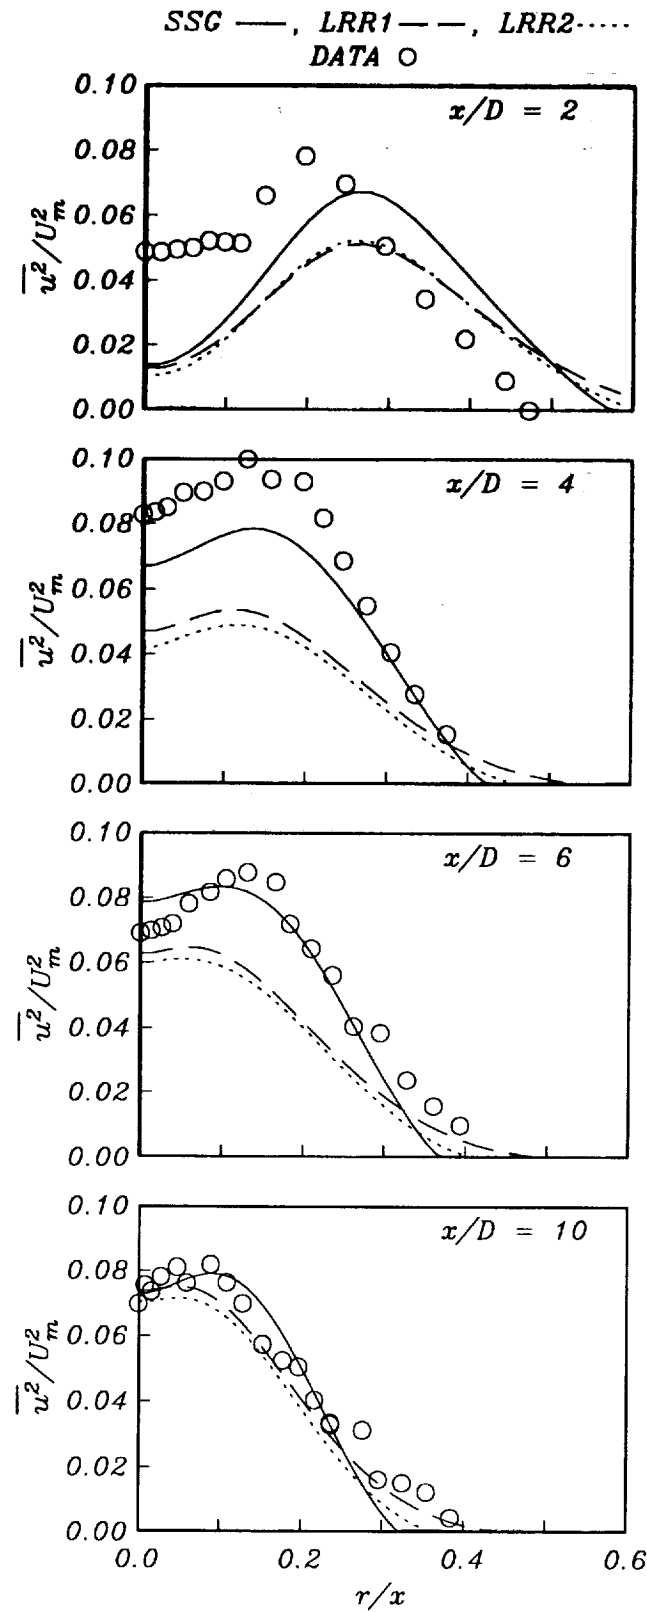 SSG ——, LRR1 — — —, LRR2 ·····
DATA ○
x/D = 2
0.10
0.08
0.06
0.04
0.02
0.00
u²/U²m
x/D = 4
0.10
0.08
0.06
0.04
0.02
0.00
u²/U²m
x/D = 6
0.10
0.08
0.06
0.04
0.02
0.00
u²/U²m
x/D = 10
0.10
0.08
0.06
0.04
0.02
0.00
u²/U²m
0.0 0.2 0.4 0.6
r/x